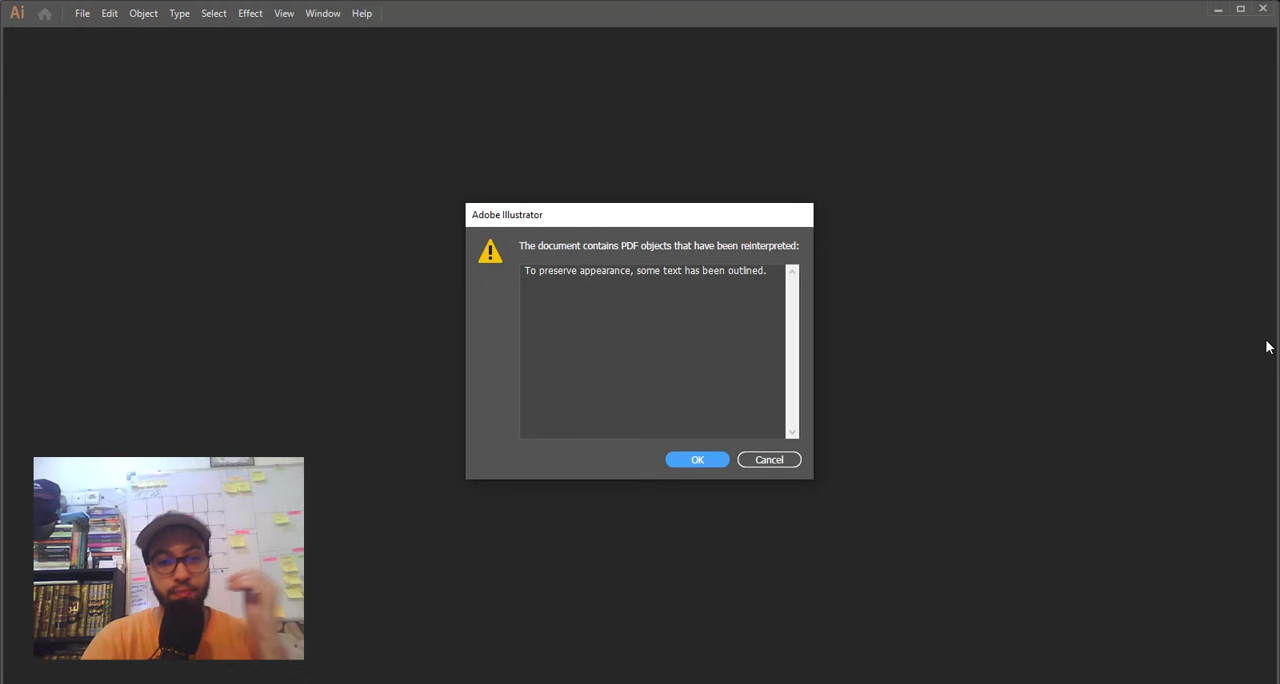 Ai File Edit Object Type Select Effect View Window Help
Adobe Illustrator
The document contains PDF objects that have been reinterpreted:
To preserve appearance, some text has been outlined.
OK Cancel